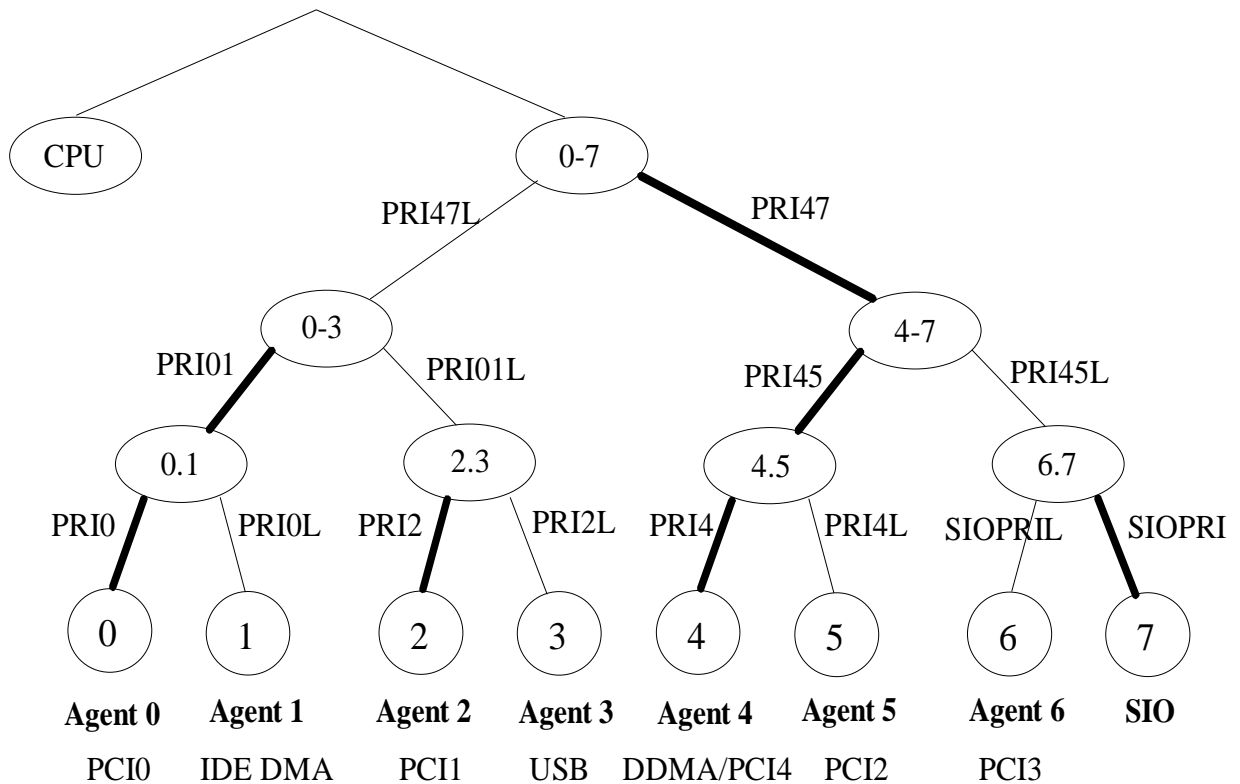 CPU 0-7
PRI47L PRI47
0-3 4-7
PRI01 PRI01L PRI45 PRI45L
0.1 2.3 4.5 6.7
PRI0 PRI0L PRI2 PRI2L PRI4 PRI4L SIOPRIL SIOPRI
0 1 2 3 4 5 6 7
Agent 0 Agent 1 Agent 2 Agent 3 Agent 4 Agent 5 Agent 6 SIO
PCI0 IDE DMA PCI1 USB DDMA/PCI4 PCI2 PCI3